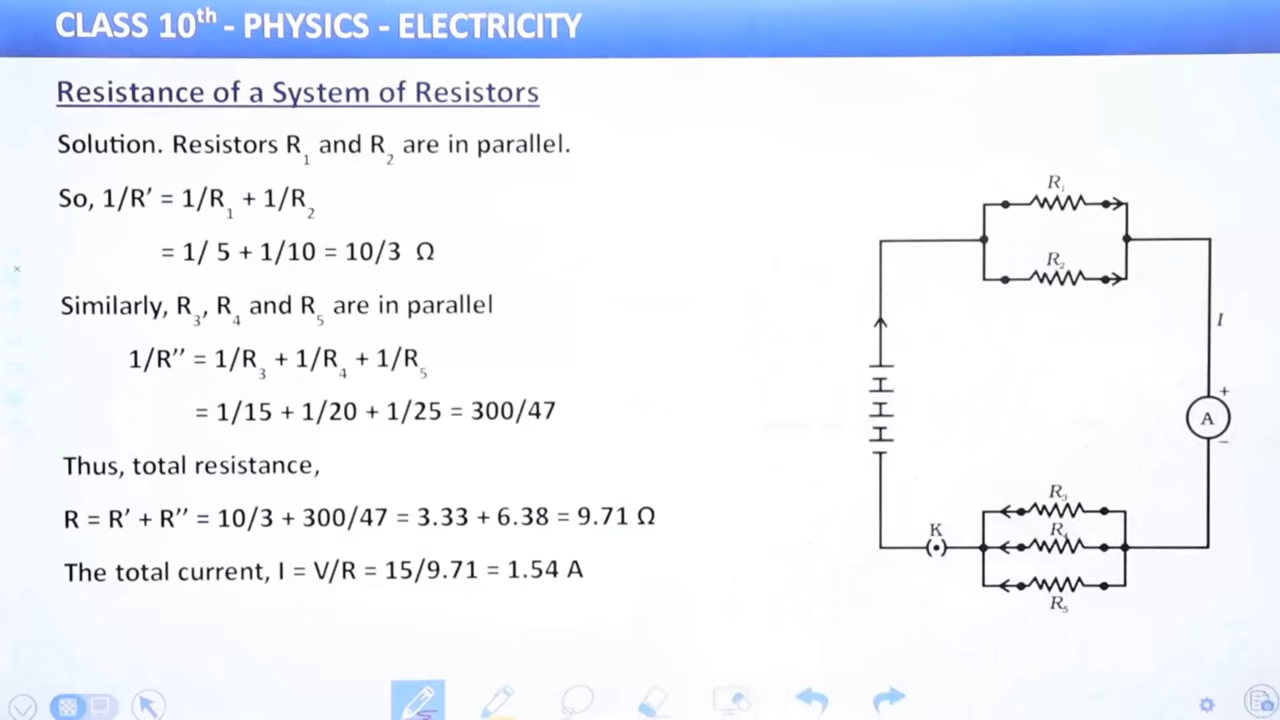 CLASS 10th - PHYSICS - ELECTRICITY
Resistance of a System of Resistors
Solution. Resistors R1 and R2 are in parallel.
So, 1/R′ = 1/R1 + 1/R2
= 1/ 5 + 1/10 = 10/3 Ω
Similarly, R3, R4 and R5 are in parallel
1/R′′ = 1/R3 + 1/R4 + 1/R5
= 1/15 + 1/20 + 1/25 = 300/47
Thus, total resistance,
R = R′ + R′′ = 10/3 + 300/47 = 3.33 + 6.38 = 9.71 Ω
The total current, I = V/R = 15/9.71 = 1.54 A
R1
R2
I
+
A
−
R3
K
R4
R5